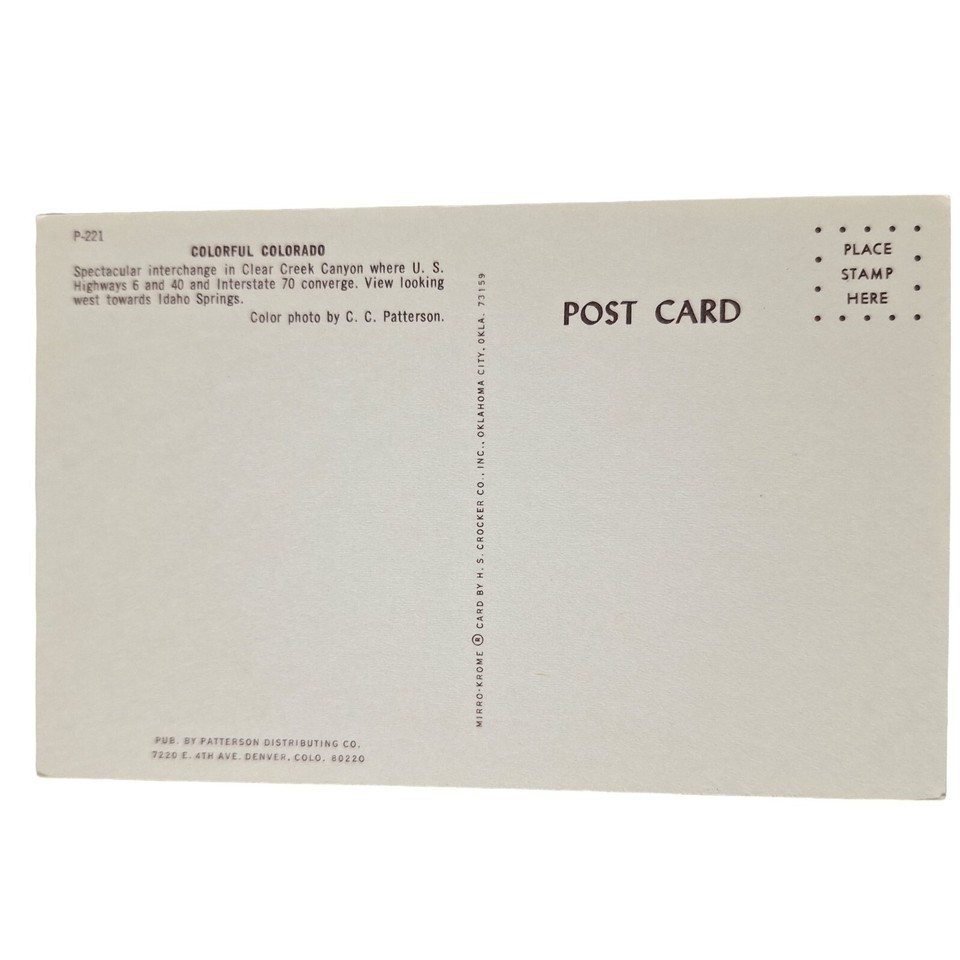 P-221
COLORFUL COLORADO
Spectacular interchange in Clear Creek Canyon where U. S.
Highways 6 and 40 and Interstate 70 converge. View looking
west towards Idaho Springs.
Color photo by C. C. Patterson.
PUB. BY PATTERSON DISTRIBUTING CO.
7220 E. 4TH AVE. DENVER, COLO. 80220
MIRRO-KROME ® CARD BY H. S. CROCKER CO., INC., OKLAHOMA CITY, OKLA. 73159
POST CARD
PLACE
STAMP
HERE